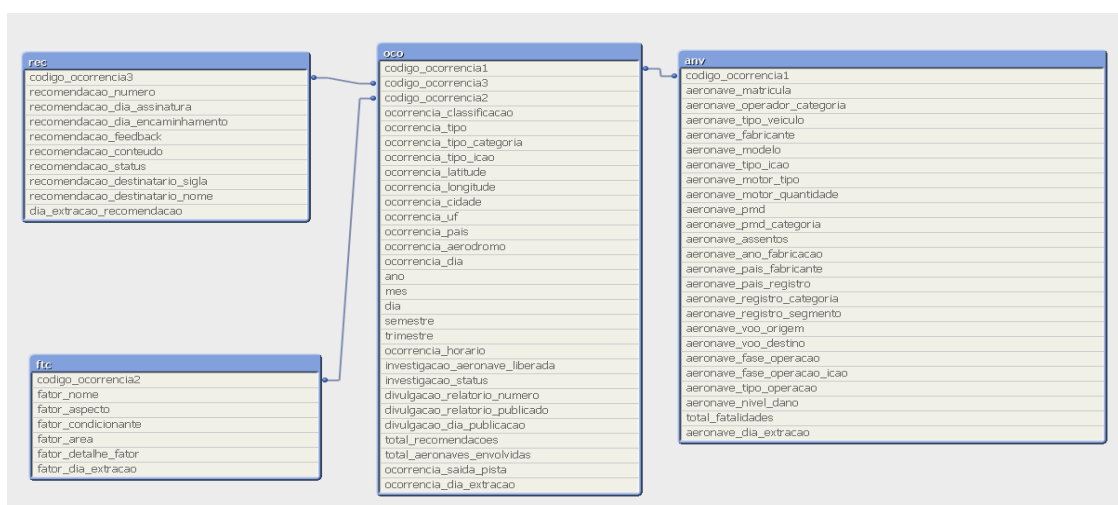 rec
codigo_ocorrencia3
recomendacao_numero
recomendacao_dia_assinatura
recomendacao_dia_encaminhamento
recomendacao_feedback
recomendacao_conteudo
recomendacao_status
recomendacao_destinatario_sigla
recomendacao_destinatario_nome
dia_extracao_recomendacao
ftc
codigo_ocorrencia2
fator_nome
fator_aspecto
fator_condicionante
fator_area
fator_detalhe_fator
fator_dia_extracao
oco
codigo_ocorrencia1
codigo_ocorrencia3
codigo_ocorrencia2
ocorrencia_classificacao
ocorrencia_tipo
ocorrencia_tipo_categoria
ocorrencia_tipo_icao
ocorrencia_latitude
ocorrencia_longitude
ocorrencia_cidade
ocorrencia_uf
ocorrencia_pais
ocorrencia_aerodromo
ocorrencia_dia
ano
mes
dia
semestre
trimestre
ocorrencia_horario
investigacao_aeronave_liberada
investigacao_status
divulgacao_relatorio_numero
divulgacao_relatorio_publicado
divulgacao_dia_publicacao
total_recomendacoes
total_aeronaves_envolvidas
ocorrencia_saida_pista
ocorrencia_dia_extracao
anv
codigo_ocorrencia1
aeronave_matricula
aeronave_operador_categoria
aeronave_tipo_veiculo
aeronave_fabricante
aeronave_modelo
aeronave_tipo_icao
aeronave_motor_tipo
aeronave_motor_quantidade
aeronave_pmd
aeronave_pmd_categoria
aeronave_assentos
aeronave_ano_fabricacao
aeronave_pais_fabricante
aeronave_pais_registro
aeronave_registro_categoria
aeronave_registro_segmento
aeronave_voo_origem
aeronave_voo_destino
aeronave_fase_operacao
aeronave_fase_operacao_icao
aeronave_tipo_operacao
aeronave_nivel_dano
total_fatalidades
aeronave_dia_extracao